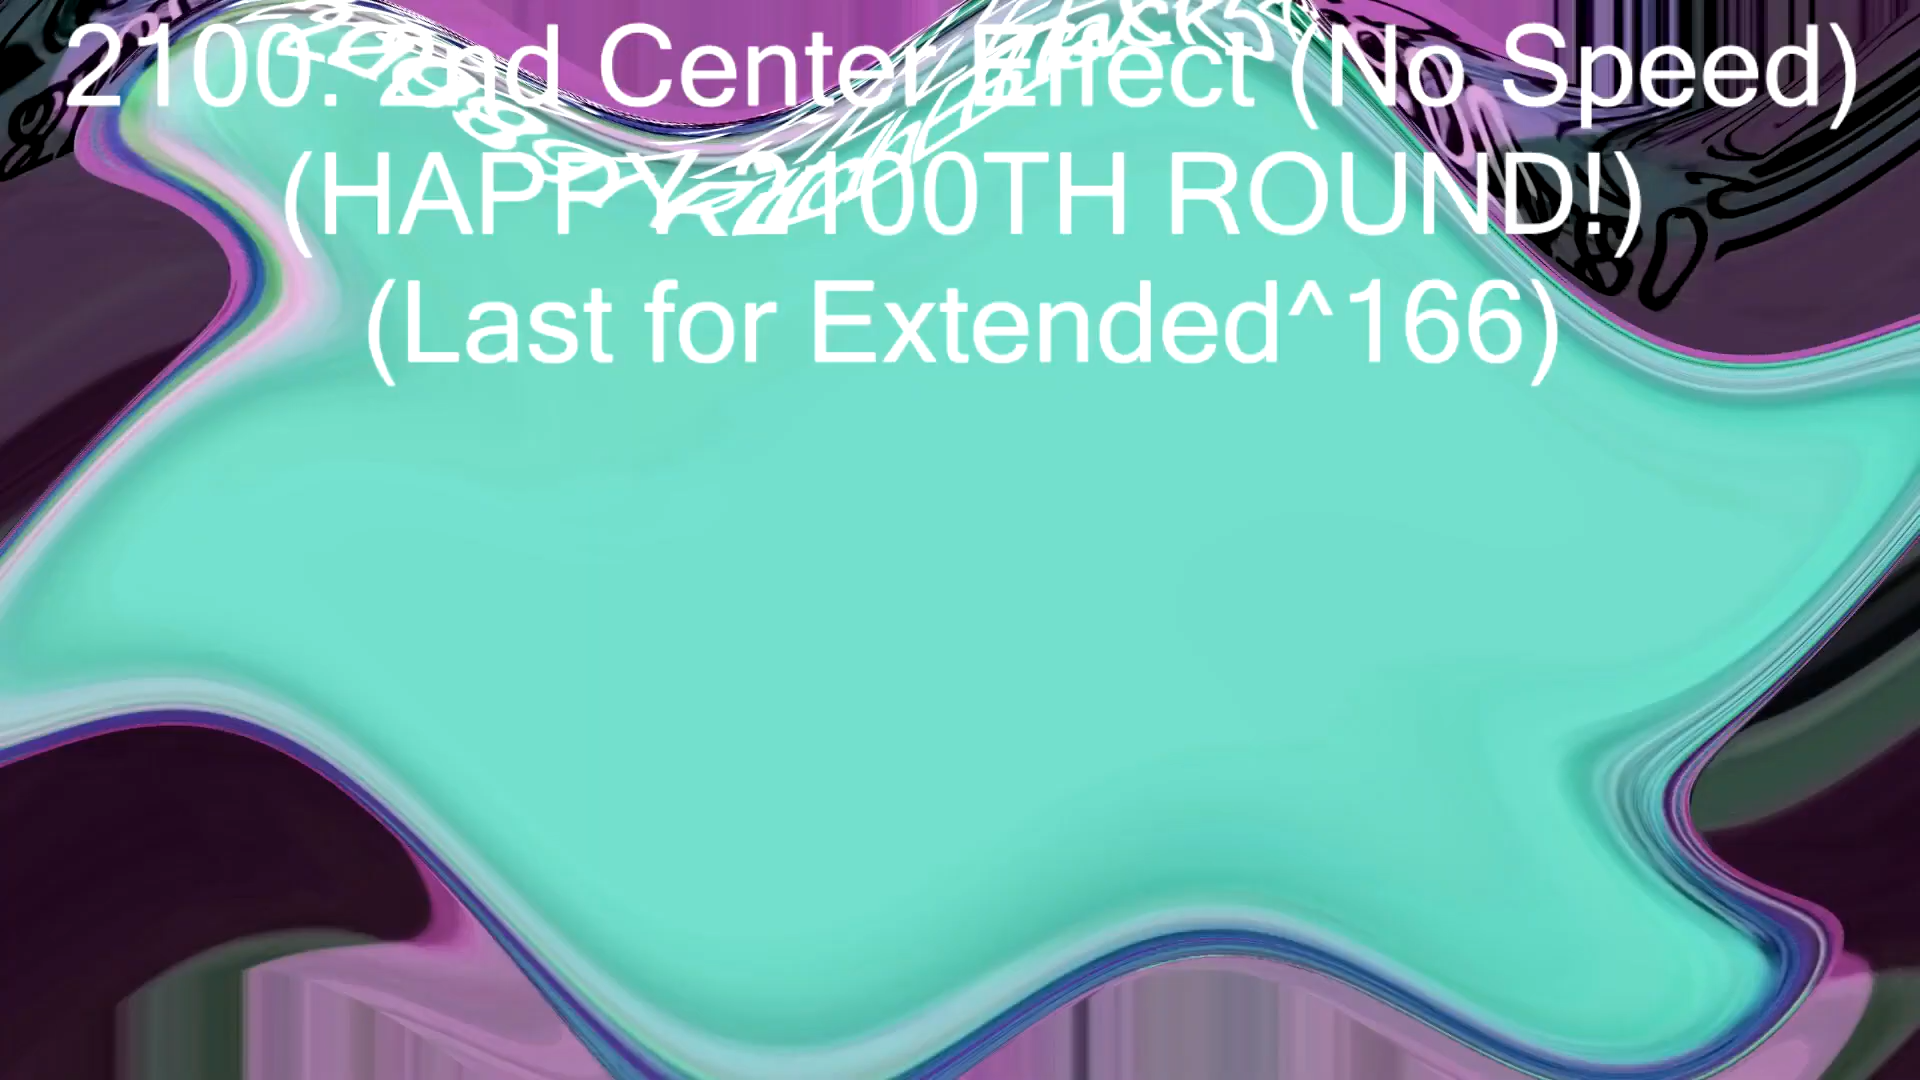 2100. 2nd Center Effect (No Speed)
(HAPPY 2100TH ROUND!)
(Last for Extended^166)